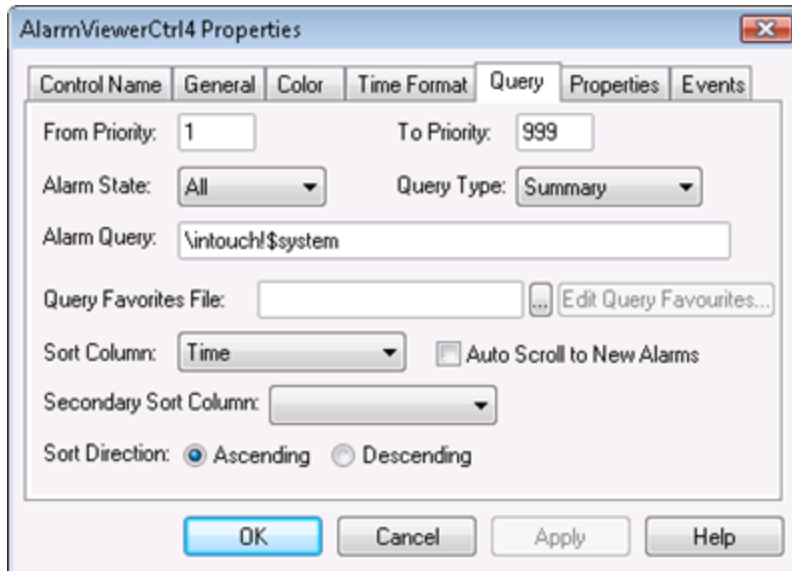 AlarmViewerCtrl4 Properties
Control Name General Color Time Format Query Properties Events
From Priority: 1 To Priority: 999
Alarm State: All Query Type: Summary
Alarm Query: \intouch!$system
Query Favorites File: ... Edit Query Favourites...
Sort Column: Time Auto Scroll to New Alarms
Secondary Sort Column:
Sort Direction: Ascending Descending
OK Cancel Apply Help